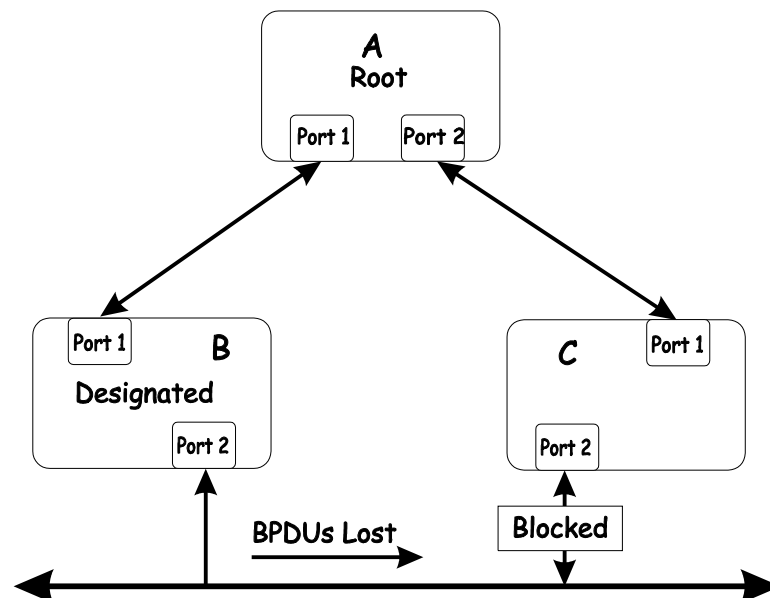 A
Root
Port 1
Port 2
Port 1
B
Designated
Port 2
C
Port 1
Port 2
BPDUs Lost
Blocked